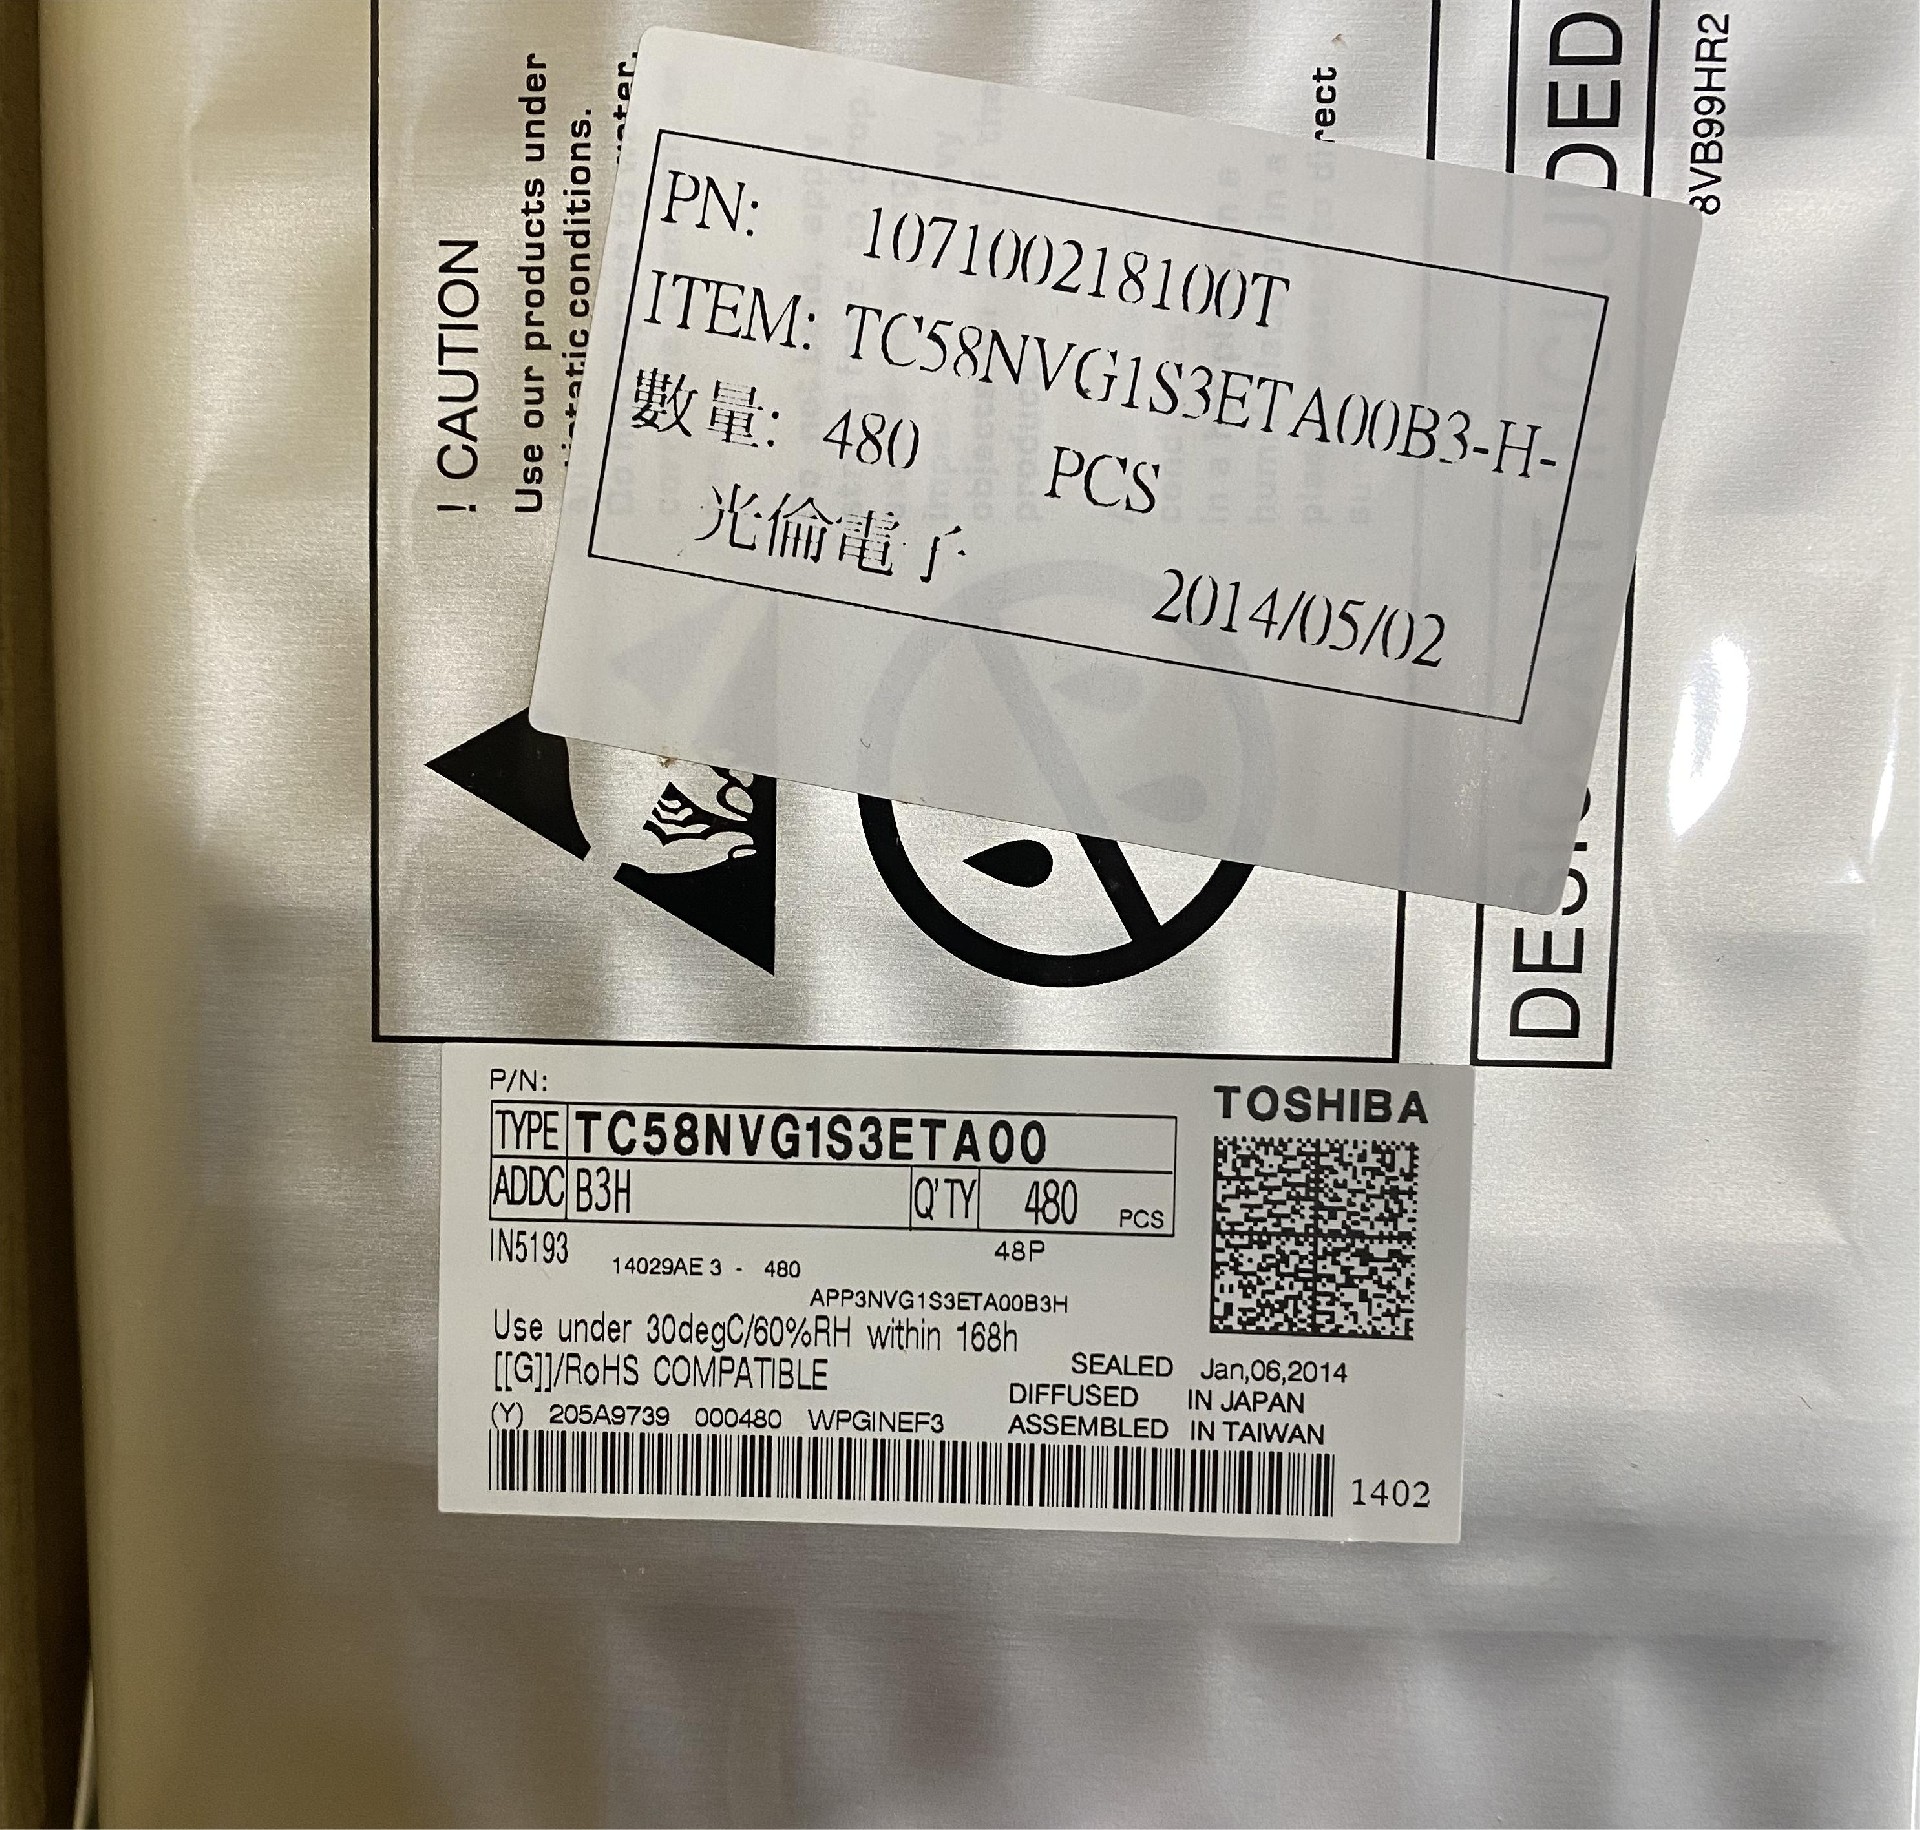 ! CAUTION
Use our products under
static conditions.
DED
8VB99HR2
PN: 107100218100T
ITEM: TC58NVG1S3ETA00B3-H-
數量: 480 PCS
光倫電子
2014/05/02
P/N:
TOSHIBA
TYPE TC58NVG1S3ETA00
ADDC B3H Q'TY 480 PCS
IN5193 14029AE 3 - 480 48P
APP3NVG1S3ETA00B3H
Use under 30degC/60%RH within 168h
[[G]]/RoHS COMPATIBLE
SEALED Jan,06,2014
DIFFUSED IN JAPAN
(Y) 205A9739 000480 WPGINEF3 ASSEMBLED IN TAIWAN
1402